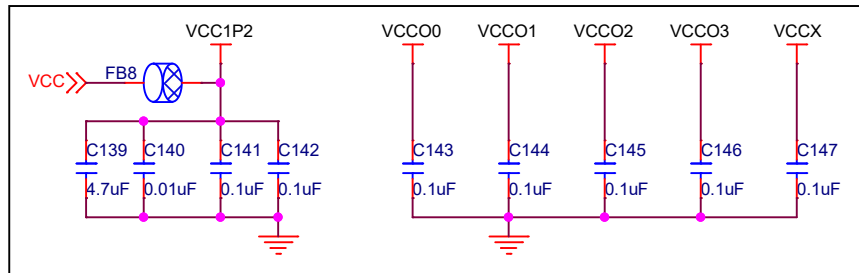 VCC1P2 VCCO0 VCCO1 VCCO2 VCCO3 VCCX
VCC FB8
C139 C140 C141 C142 C143 C144 C145 C146 C147
4.7uF 0.01uF 0.1uF 0.1uF 0.1uF 0.1uF 0.1uF 0.1uF 0.1uF